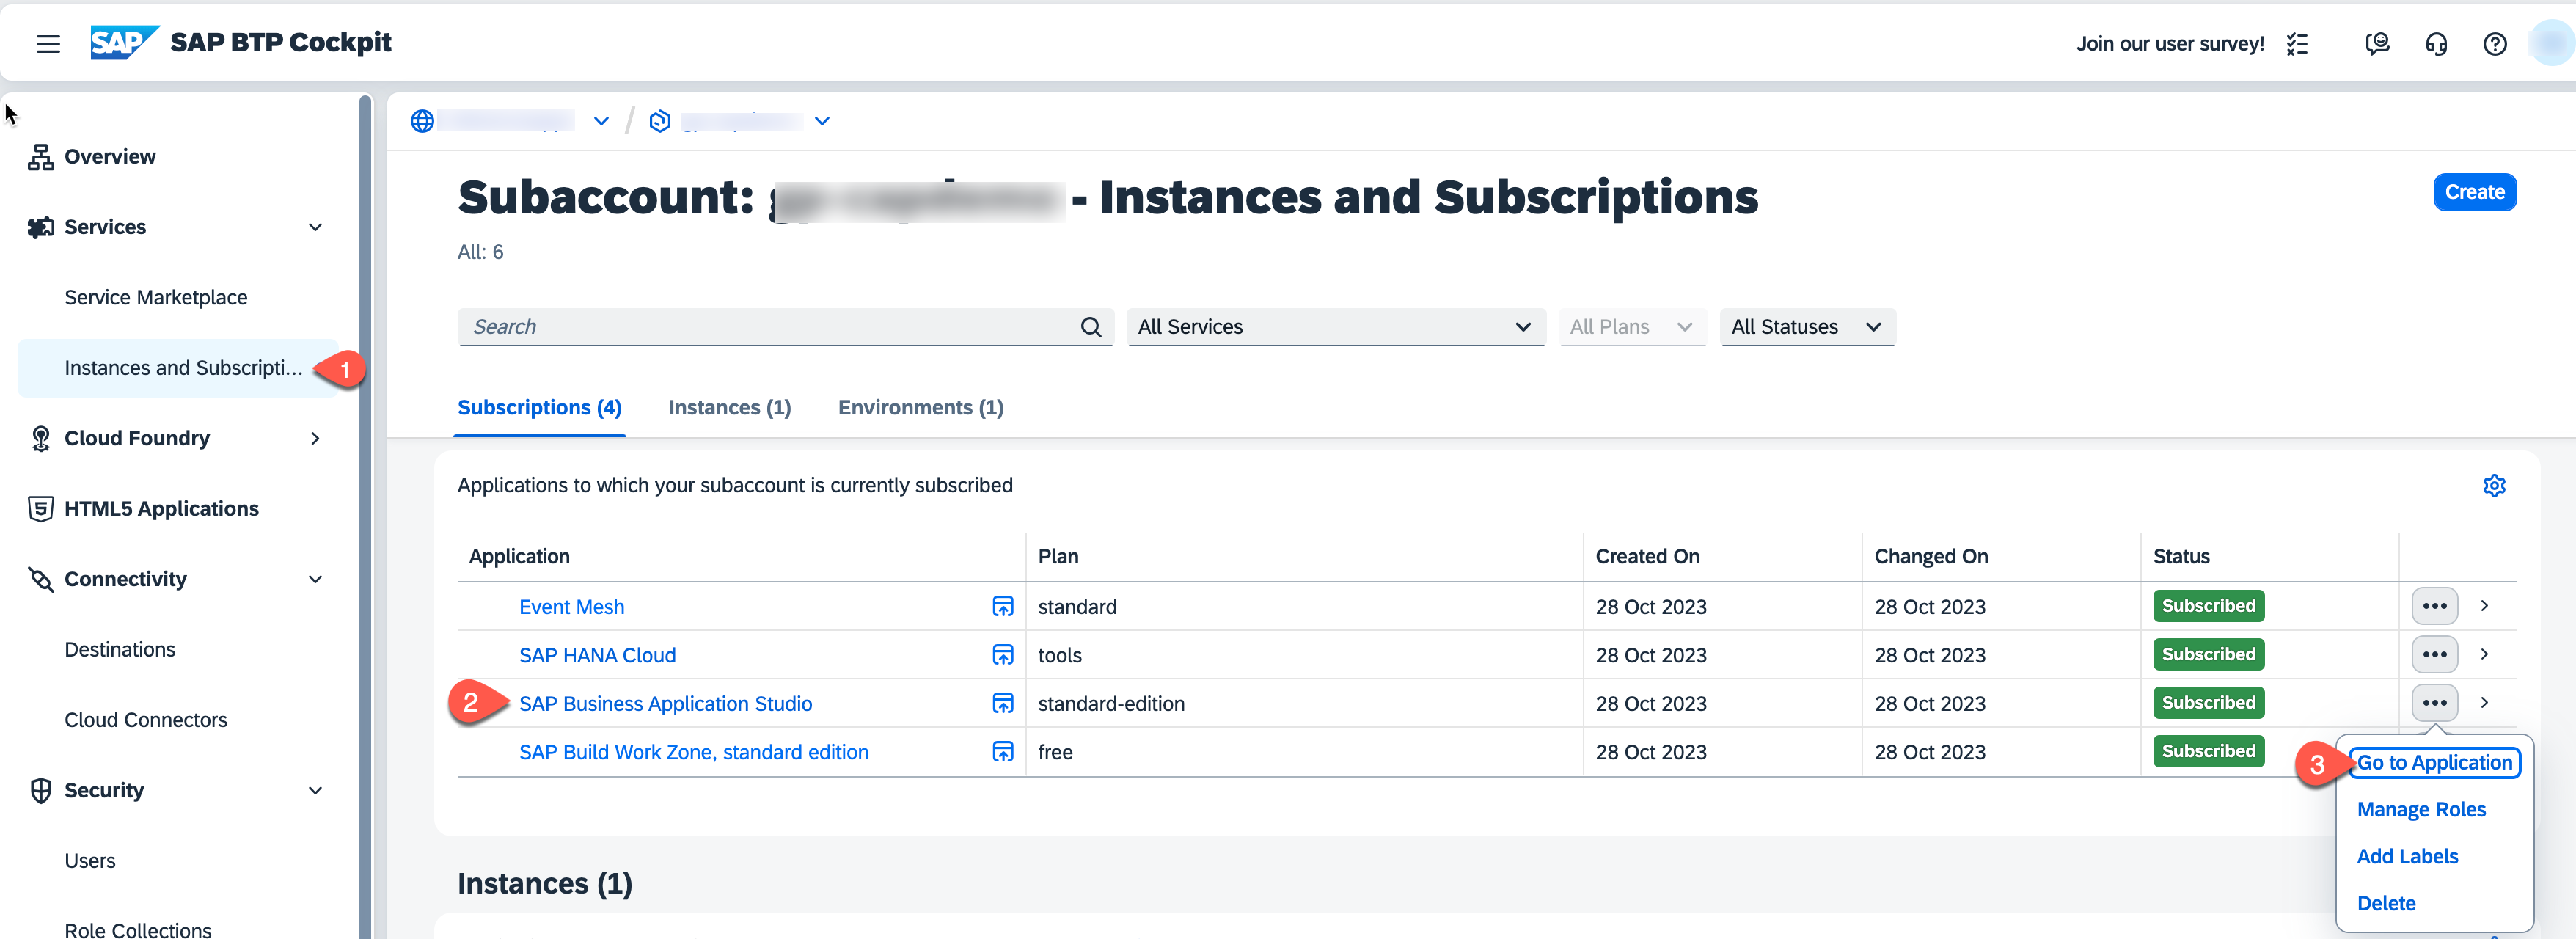 SAP SAP BTP Cockpit
Join our user survey!
Overview
Services
Service Marketplace
Instances and Subscripti...
1
Cloud Foundry
HTML5 Applications
Connectivity
Destinations
Cloud Connectors
Security
Users
Role Collections
Subaccount: - Instances and Subscriptions
Create
All: 6
Search
All Services
All Plans
All Statuses
Subscriptions (4)
Instances (1)
Environments (1)
Applications to which your subaccount is currently subscribed
Application Plan Created On Changed On Status
Event Mesh standard 28 Oct 2023 28 Oct 2023 Subscribed
SAP HANA Cloud tools 28 Oct 2023 28 Oct 2023 Subscribed
2 SAP Business Application Studio standard-edition 28 Oct 2023 28 Oct 2023 Subscribed
SAP Build Work Zone, standard edition free 28 Oct 2023 28 Oct 2023 Subscribed
3 Go to Application
Manage Roles
Add Labels
Delete
Instances (1)